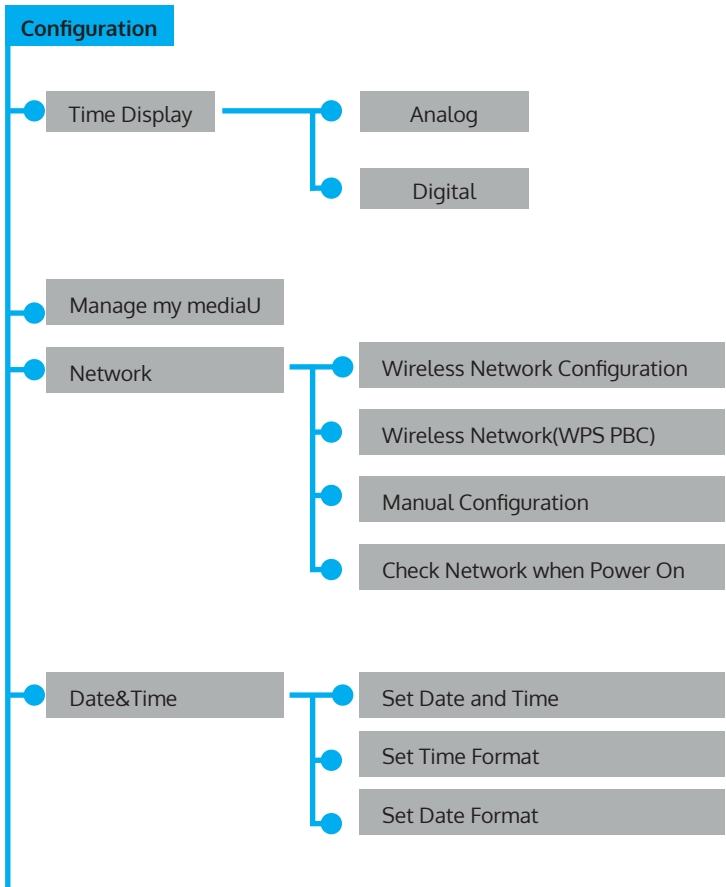 Configuration
Time Display
Analog
Digital
Manage my mediaU
Network
Wireless Network Configuration
Wireless Network(WPS PBC)
Manual Configuration
Check Network when Power On
Date&Time
Set Date and Time
Set Time Format
Set Date Format